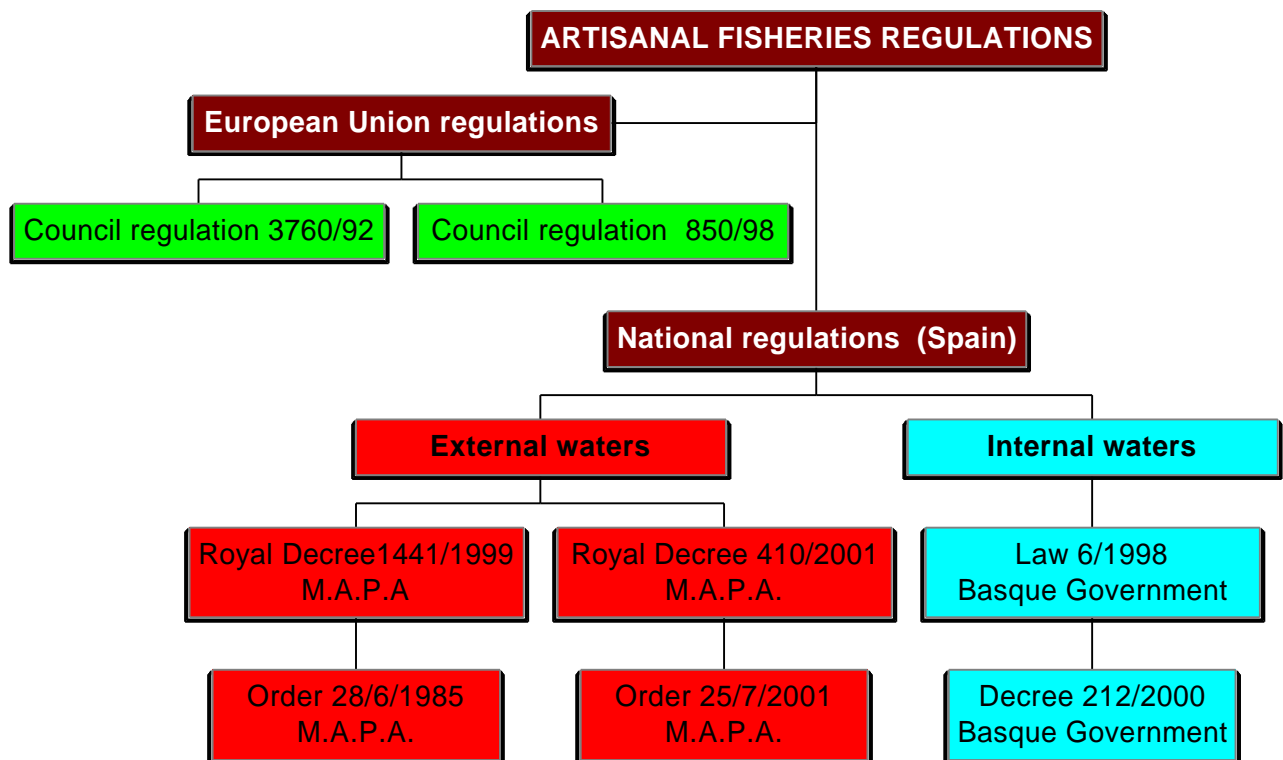 ARTISANAL FISHERIES REGULATIONS
European Union regulations
Council regulation 3760/92
Council regulation  850/98
National regulations  (Spain)
External waters
Internal waters
Royal Decree1441/1999
M.A.P.A
Royal Decree 410/2001
M.A.P.A.
Law 6/1998
Basque Government
Order 28/6/1985
M.A.P.A.
Order 25/7/2001
M.A.P.A.
Decree 212/2000
Basque Government